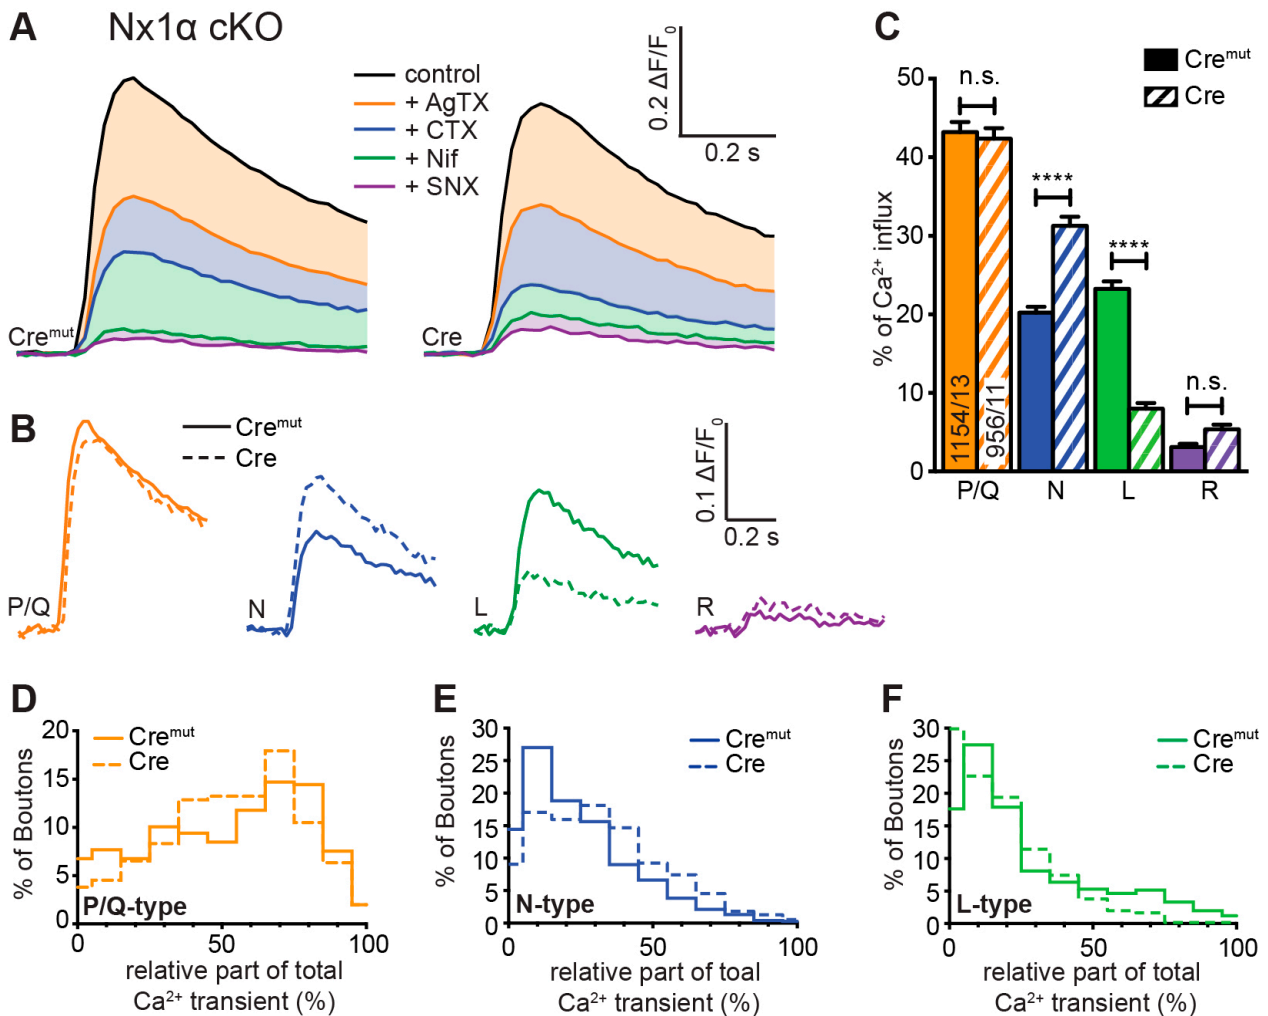 A
Nx1α cKO
control
+ AgTX
+ CTX
+ Nif
+ SNX
0.2 ΔF/F0
0.2 s
Cremut
Cre
C
Cremut
Cre
% of Ca2+ influx
50
40
30
20
10
0
n.s.
****
****
n.s.
1154/13
956/11
P/Q
N
L
R
B
Cremut
Cre
0.1 ΔF/F0
0.2 s
P/Q
N
L
R
D
% of Boutons
20
15
10
5
0
Cremut
Cre
P/Q-type
0
50
100
relative part of total
Ca2+ transient (%)
E
% of Boutons
30
25
20
15
10
5
0
Cremut
Cre
N-type
0
50
100
relative part of toal
Ca2+ transient (%)
F
% of Boutons
30
25
20
15
10
5
0
Cremut
Cre
L-type
0
50
100
relative part of total
Ca2+ transient (%)